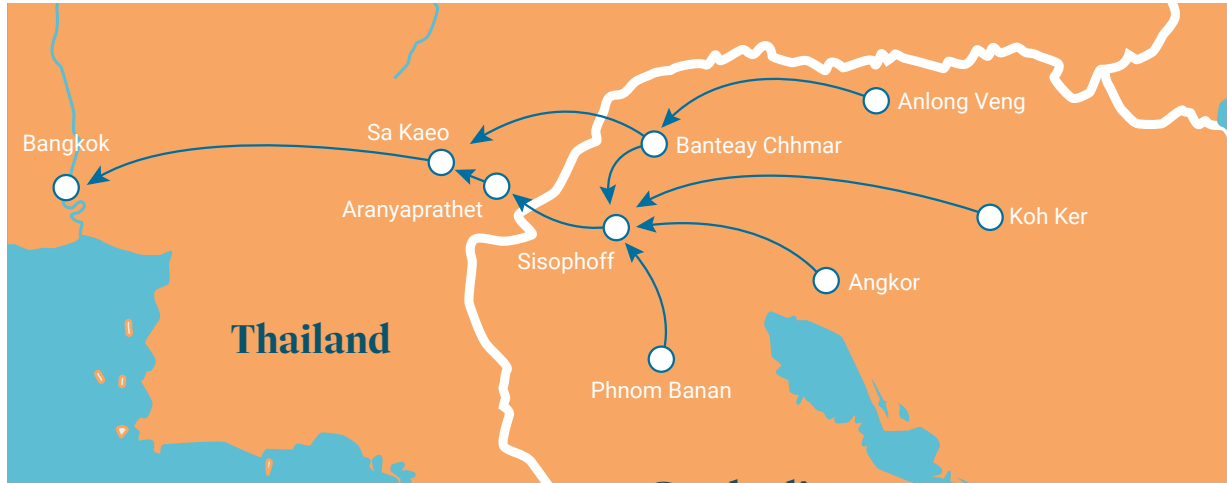 Anlong Veng
Sa Kaeo
Bangkok
Banteay Chhmar
Aranyaprathet
Koh Ker
Sisophoff
Angkor
Thailand
Phnom Banan